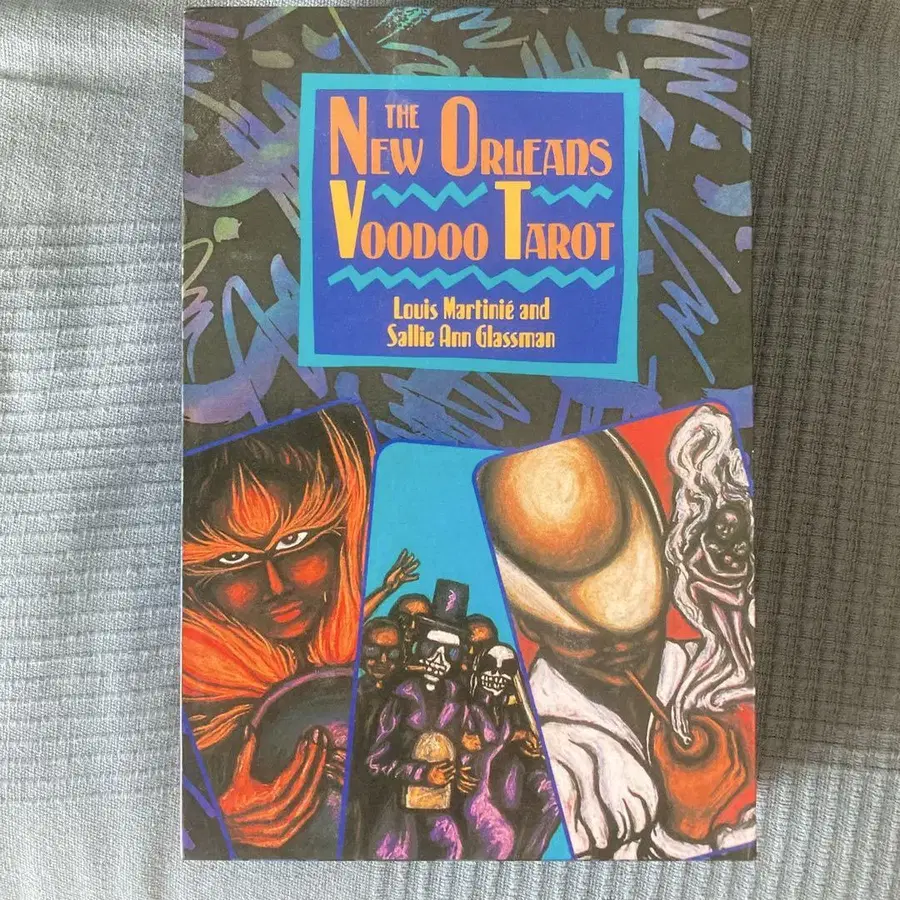 THE
NEW ORLEANS
VOODOO TAROT
Louis Martinié and
Sallie Ann Glassman